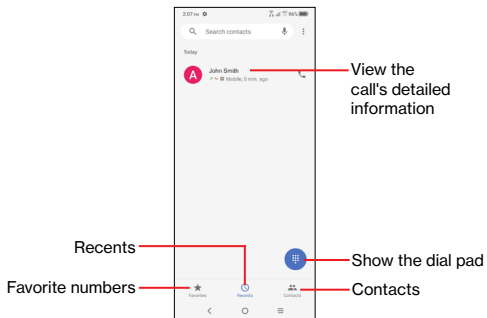 2:07 PM 96%
Search contacts
Today
A John Smith
Mobile, 0 min. ago
View the
call's detailed
information
Recents
Show the dial pad
Favorite numbers
Contacts
Favorites Recents Contacts